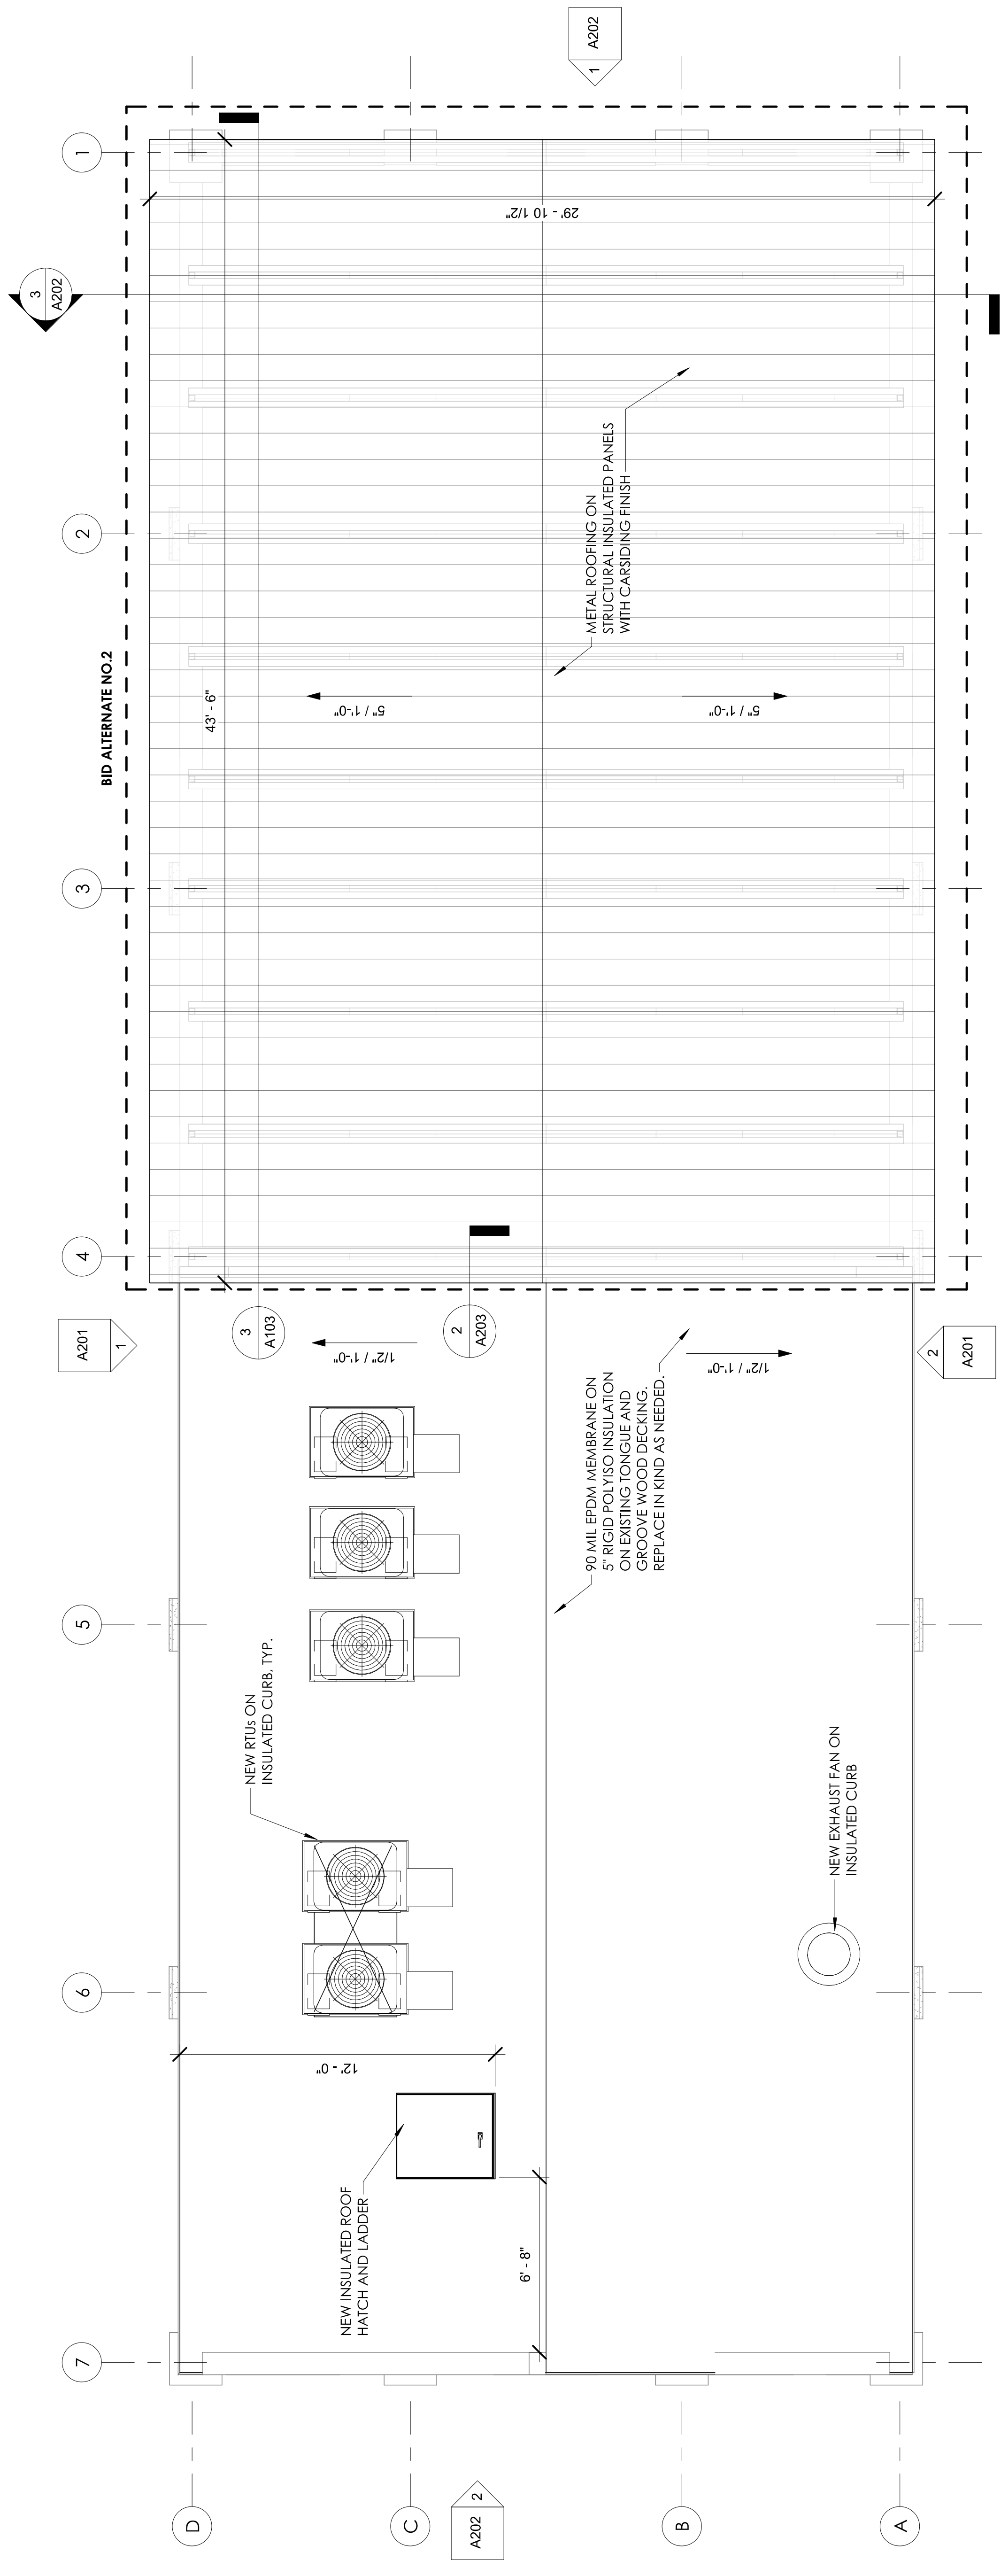 A202
1
1
3
A202
29' - 10 1/2"
2
BID ALTERNATE NO.2
43' - 6"
METAL ROOFING ON
STRUCTURAL INSULATED PANELS
WITH CARSIDING FINISH
5" / 1'-0"
5" / 1'-0"
3
4
A201
1
3
A103
2
A203
1/2" / 1'-0"
1/2" / 1'-0"
2
A201
90 MIL EPDM MEMBRANE ON
5" RIGID POLYISO INSULATION
ON EXISTING TONGUE AND
GROOVE WOOD DECKING.
REPLACE IN KIND AS NEEDED.
5
NEW RTUs ON
INSULATED CURB, TYP.
NEW EXHAUST FAN ON
INSULATED CURB
6
12' - 0"
NEW INSULATED ROOF
HATCH AND LADDER
6' - 8"
7
D
C
2
A202
B
A